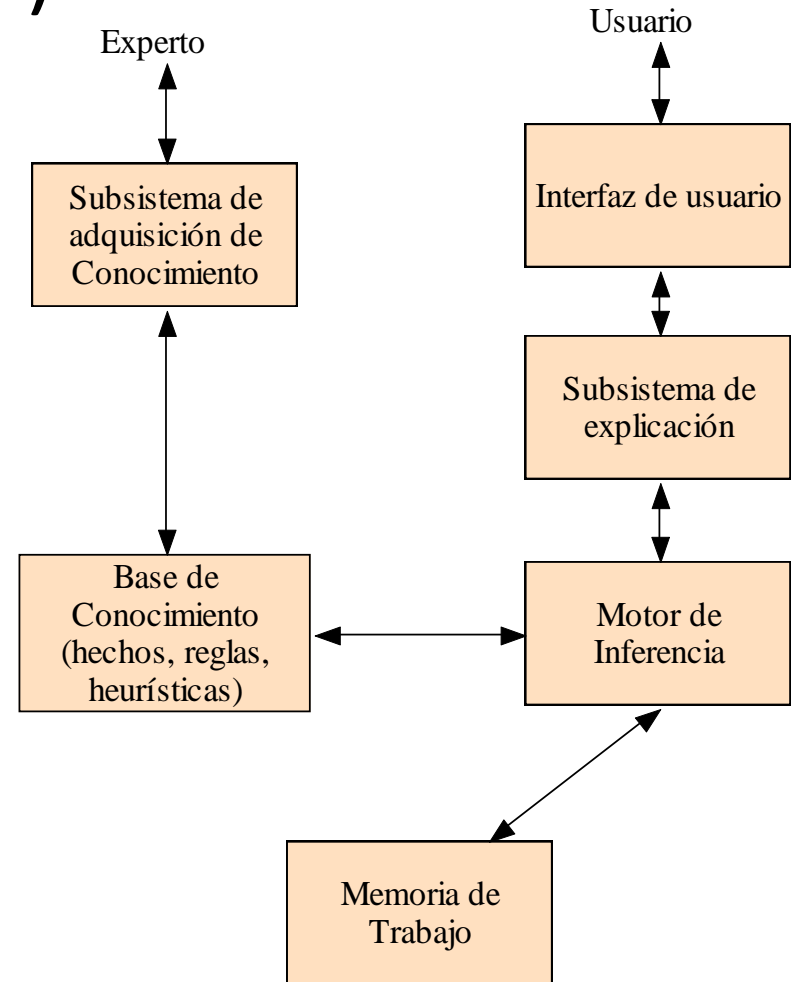 )
Experto
Usuario
Subsistema de
adquisición de
Conocimiento
Interfaz de usuario
Subsistema de
explicación
Base de
Conocimiento
(hechos, reglas,
heurísticas)
Motor de
Inferencia
Memoria de
Trabajo